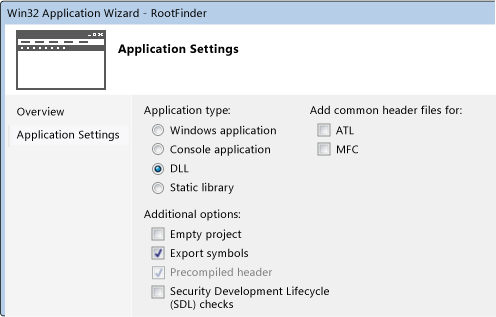 Win32 Application Wizard - RootFinder
Application Settings
Overview
Application Settings
Application type:
Windows application
Console application
DLL
Static library
Add common header files for:
ATL
MFC
Additional options:
Empty project
Export symbols
Precompiled header
Security Development Lifecycle
(SDL) checks